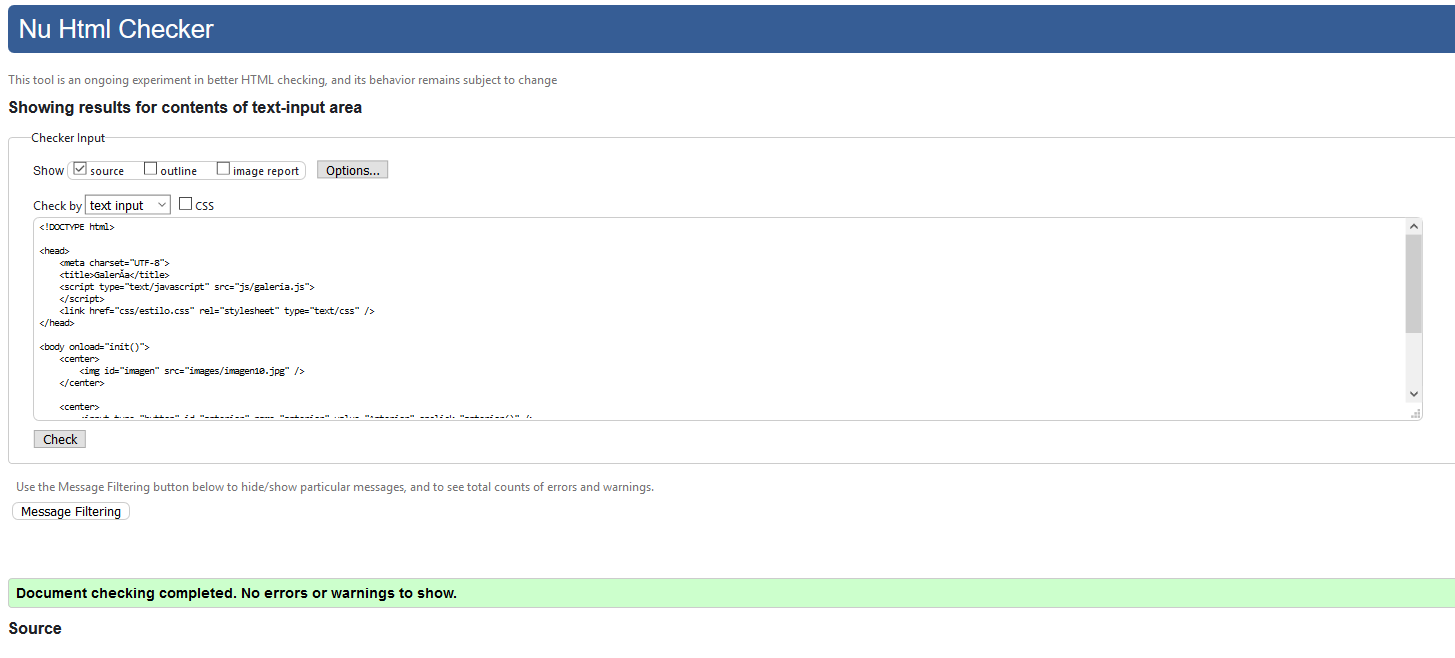 Nu Html Checker
This tool is an ongoing experiment in better HTML checking, and its behavior remains subject to change
Showing results for contents of text-input area
Checker Input
Show source outline image report Options...
Check by text input CSS
<!DOCTYPE html>
<head>
<meta charset="UTF-8">
<title>GalerÃ­a</title>
<script type="text/javascript" src="js/galeria.js">
</script>
<link href="css/estilo.css" rel="stylesheet" type="text/css" />
</head>
<body onload="init()">
<center>
<img id="imagen" src="images/imagen10.jpg" />
</center>
<center>
Check
Use the Message Filtering button below to hide/show particular messages, and to see total counts of errors and warnings.
Message Filtering
Document checking completed. No errors or warnings to show.
Source